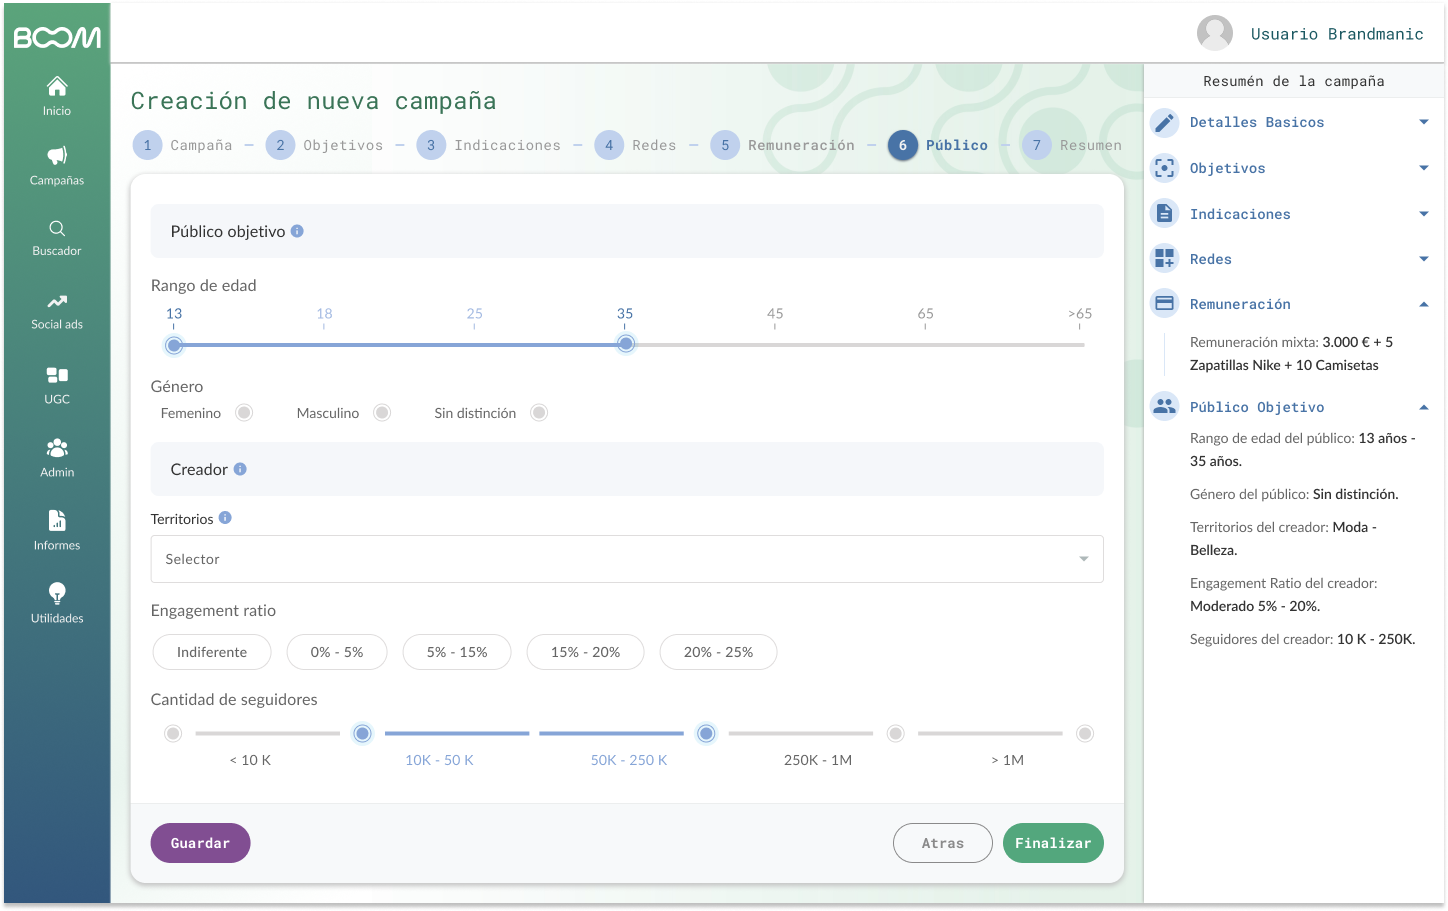 BOOM
Usuario Brandmanic
Inicio
Campañas
Buscador
Social ads
UGC
Admin
Informes
Utilidades
Creación de nueva campaña
1 Campaña – 2 Objetivos – 3 Indicaciones – 4 Redes – 5 Remuneración – 6 Público – 7 Resumen
Público objetivo i
Rango de edad
13 18 25 35 45 65 >65
Género
Femenino Masculino Sin distinción
Creador i
Territorios i
Selector
Engagement ratio
Indiferente 0% - 5% 5% - 15% 15% - 20% 20% - 25%
Cantidad de seguidores
< 10 K 10K - 50 K 50K - 250 K 250K - 1M > 1M
Guardar Atras Finalizar
Resumén de la campaña
Detalles Basicos
Objetivos
Indicaciones
Redes
Remuneración
Remuneración mixta: 3.000 € + 5
Zapatillas Nike + 10 Camisetas
Público Objetivo
Rango de edad del público: 13 años -
35 años.
Género del público: Sin distinción.
Territorios del creador: Moda -
Belleza.
Engagement Ratio del creador:
Moderado 5% - 20%.
Seguidores del creador: 10 K - 250K.